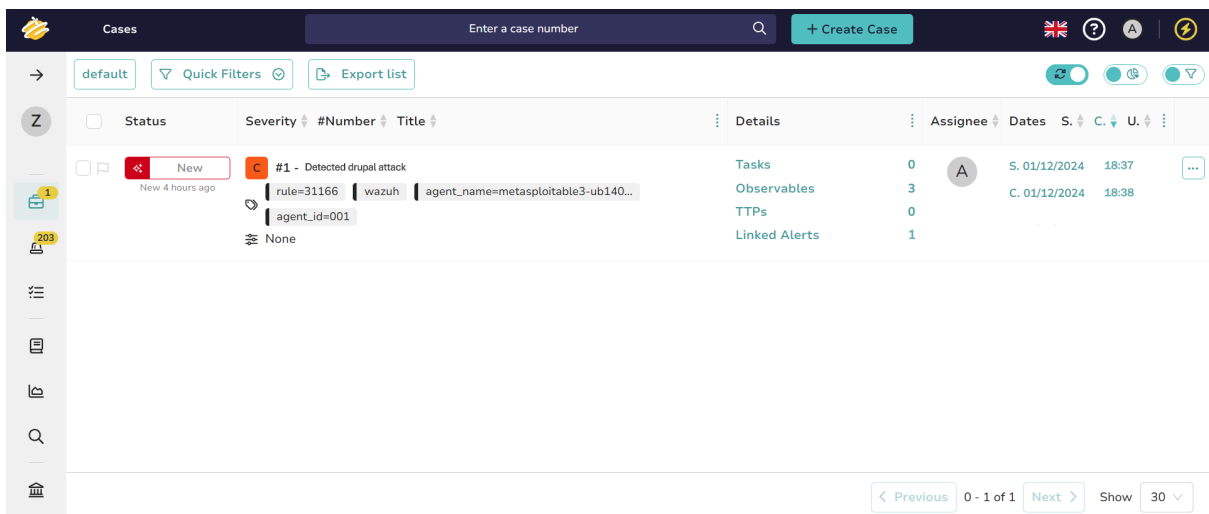 Cases
Enter a case number
+ Create Case
? A
default
Quick Filters
Export list
Z
Status Severity #Number Title Details Assignee Dates S. C. U.
New
New 4 hours ago
C #1 - Detected drupal attack
rule=31166 wazuh agent_name=metasploitable3-ub140...
agent_id=001
None
Tasks 0
Observables 3
TTPs 0
Linked Alerts 1
A
S. 01/12/2024 18:37
C. 01/12/2024 18:38
...
1
203
< Previous 0 - 1 of 1 Next > Show 30